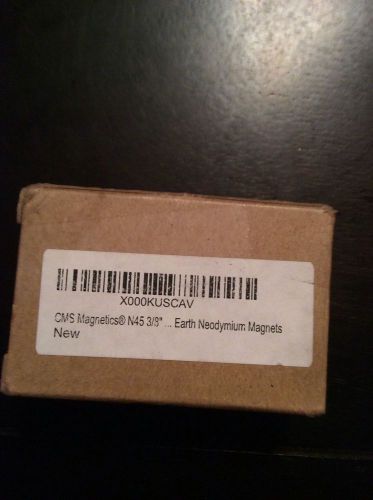 X000KUSCAV
CMS Magnetics® N45 3/8" ... Earth Neodymium Magnets
New